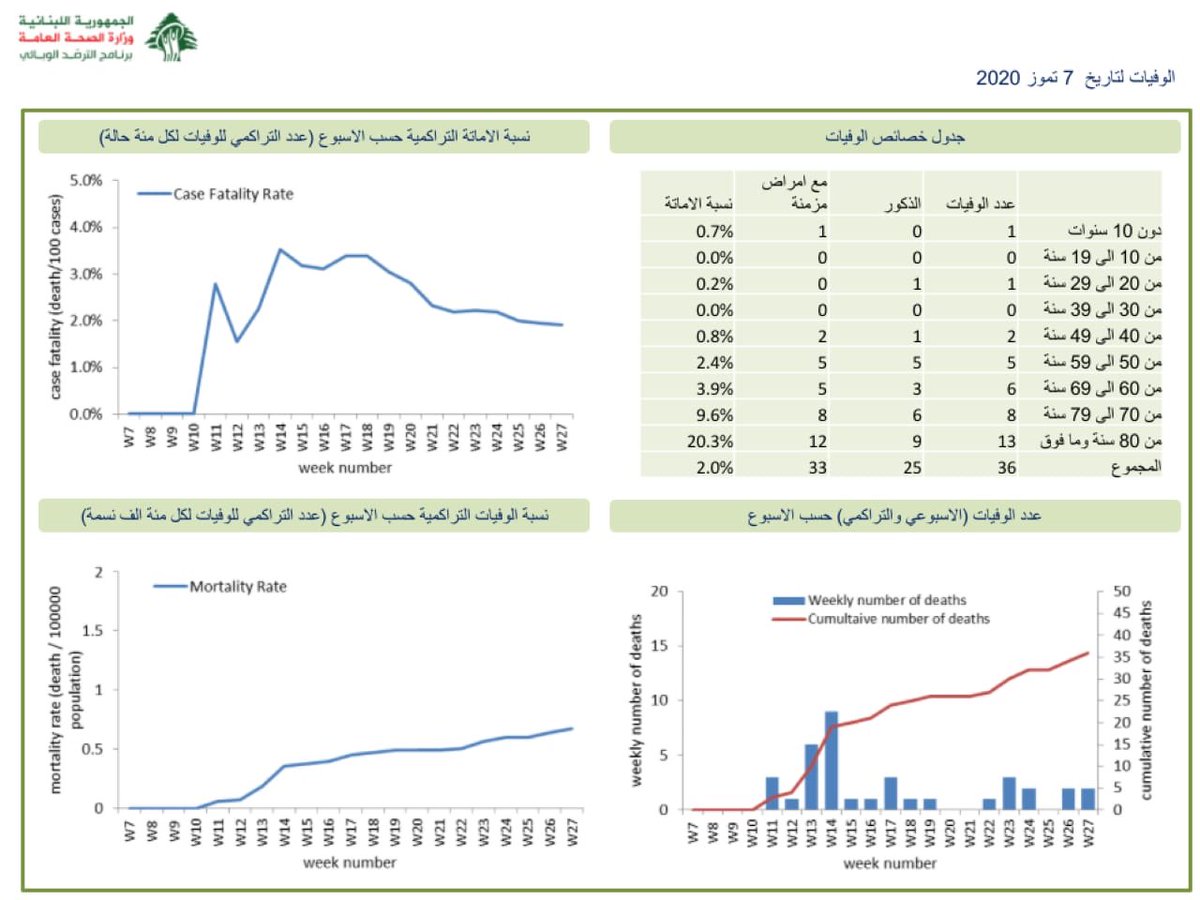 الجمهورية اللبنانية
وزارة الصحة العامة
برنامج الترصد الوبائي
الوفيات لتاريخ 7 تموز 2020
جدول خصائص الوفيات
عدد الوفيات الذكور مع امراض مزمنة نسبة الاماتة
دون 10 سنوات 1 0 1 0.7%
من 10 الى 19 سنة 0 0 0 0.0%
من 20 الى 29 سنة 1 1 0 0.2%
من 30 الى 39 سنة 0 0 0 0.0%
من 40 الى 49 سنة 2 1 2 0.8%
من 50 الى 59 سنة 5 5 5 2.4%
من 60 الى 69 سنة 6 3 5 3.9%
من 70 الى 79 سنة 8 6 8 9.6%
من 80 سنة وما فوق 13 9 12 20.3%
المجموع 36 25 33 2.0%
نسبة الاماتة التراكمية حسب الاسبوع (عدد التراكمي للوفيات لكل مئة حالة)
Case Fatality Rate
case fatality (death/100 cases)
5.0%
4.0%
3.0%
2.0%
1.0%
0.0%
W7 W8 W9 W10 W11 W12 W13 W14 W15 W16 W17 W18 W19 W20 W21 W22 W23 W24 W25 W26 W27
week number
عدد الوفيات (الاسبوعي والتراكمي) حسب الاسبوع
Weekly number of deaths
Cumultaive number of deaths
weekly number of deaths
20
15
10
5
0
cumulative number of deaths
50
45
40
35
30
25
20
15
10
5
0
W7 W8 W9 W10 W11 W12 W13 W14 W15 W16 W17 W18 W19 W20 W21 W22 W23 W24 W25 W26 W27
week number
نسبة الوفيات التراكمية حسب الاسبوع (عدد التراكمي للوفيات لكل مئة الف نسمة)
Mortality Rate
mortality rate (death / 100000
population)
2
1.5
1
0.5
0
W7 W8 W9 W10 W11 W12 W13 W14 W15 W16 W17 W18 W19 W20 W21 W22 W23 W24 W25 W26 W27
week number